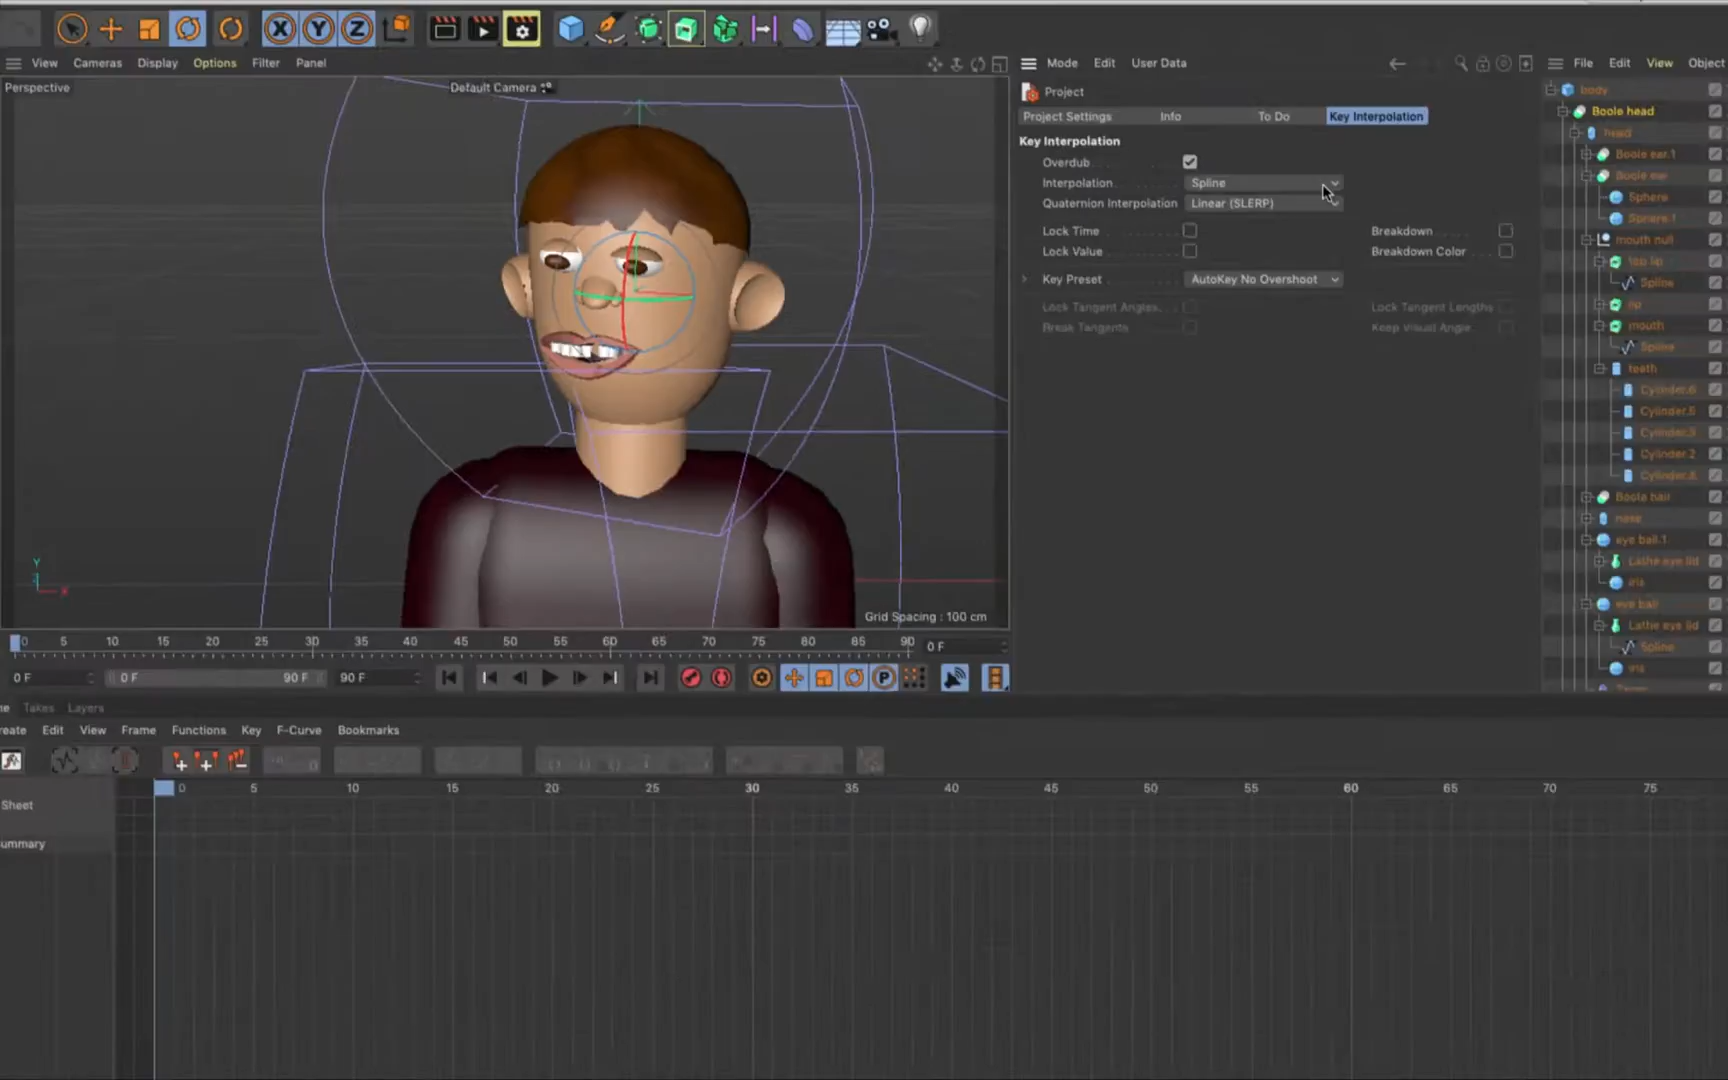 X Y Z
View Cameras Display Options Filter Panel
Perspective
Default Camera
Y
X
Grid Spacing : 100 cm
Mode Edit User Data
Project
Project Settings Info To Do Key Interpolation
Key Interpolation
Overdub
Interpolation Spline
Quaternion Interpolation Linear (SLERP)
Lock Time Breakdown
Lock Value Breakdown Color
Key Preset AutoKey No Overshoot
Lock Tangent Angles Lock Tangent Lengths
Break Tangents Keep Visual Angle
File Edit View Object
body
Boole head
head
Boole ear.1
Boole ear
Sphere
Sphere.1
mouth null
top lip
Spline
lip
mouth
Spline
teeth
Cylinder.6
Cylinder.5
Cylinder.3
Cylinder.2
Boole hair
nose
eye ball.1
Lathe eye lid
iris
eye ball
Lathe eye lid
Spline
iris
0 5 10 15 20 25 30 35 40 45 50 55 60 65 70 75 80 85 90 0 F
0 F 0 F 90 F 90 F P
ne Takes Layers
reate Edit View Frame Functions Key F-Curve Bookmarks
0 5 10 15 20 25 30 35 40 45 50 55 60 65 70 75
Sheet
ummary